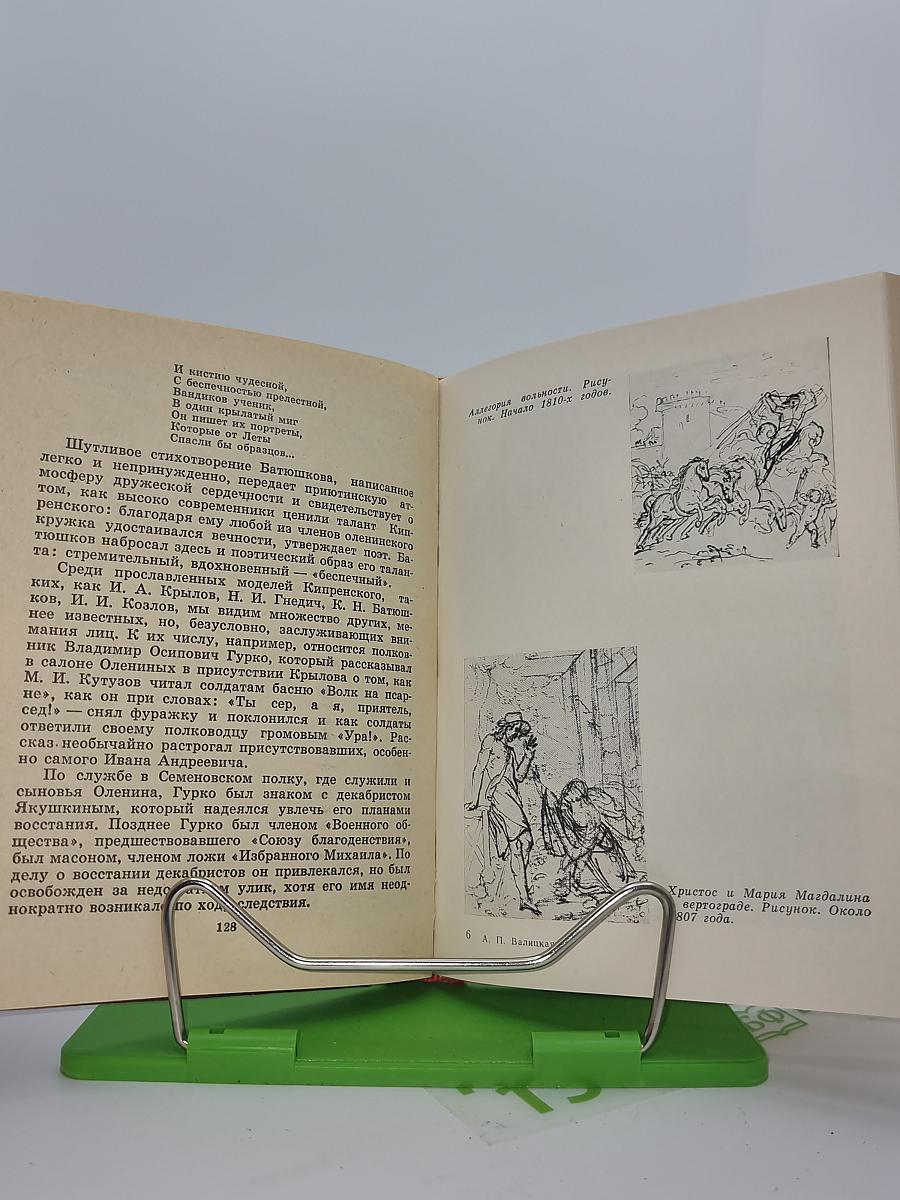 И кистию чудесной,
С беспечностью прелестной,
Вандиков ученик,
В один крылатый миг
Он пишет их портреты,
Которые от Леты
Спасли бы образцов...
Шутливое стихотворение Батюшкова, написанное
легко и непринужденно, передает приютинскую ат-
мосферу дружеской сердечности и свидетельствует о
том, как высоко современники ценили талант Кип-
ренского: благодаря ему любой из членов оленинского
кружка удостаивался вечности, утверждает поэт. Ба-
тюшков набросал здесь и поэтический образ его талан-
та: стремительный, вдохновенный — «беспечный».
Среди прославленных моделей Кипренского, та-
ких, как И. А. Крылов, Н. И. Гнедич, К. Н. Батюш-
ков, И. И. Козлов, мы видим множество других, ме-
нее известных, но, безусловно, заслуживающих вни-
мания лиц. К их числу, например, относится полков-
ник Владимир Осипович Гурко, который рассказывал
в салоне Олениных в присутствии Крылова о том, как
М. И. Кутузов читал солдатам басню «Волк на псар-
не», как он при словах: «Ты сер, а я, приятель,
сед!» — снял фуражку и поклонился и как солдаты
ответили своему полководцу громовым «Ура!». Рас-
сказ необычайно растрогал присутствовавших, особен-
но самого Ивана Андреевича.
По службе в Семеновском полку, где служили и
сыновья Оленина, Гурко был знаком с декабристом
Якушкиным, который надеялся увлечь его планами
восстания. Позднее Гурко был членом «Военного об-
щества», предшествовавшего «Союзу благоденствия»,
был масоном, членом ложи «Избранного Михаила». По
делу о восстании декабристов он привлекался, но был
освобожден за недостатком улик, хотя его имя неод-
нократно возникало по ходу следствия.
128
Аллегория вольности. Рису-
нок. Начало 1810-х годов.
Христос и Мария Магдалина
вертограде. Рисунок. Около
1807 года.
6 А. П. Валицкая